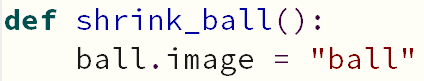 def shrink_ball():
    ball.image = "ball"